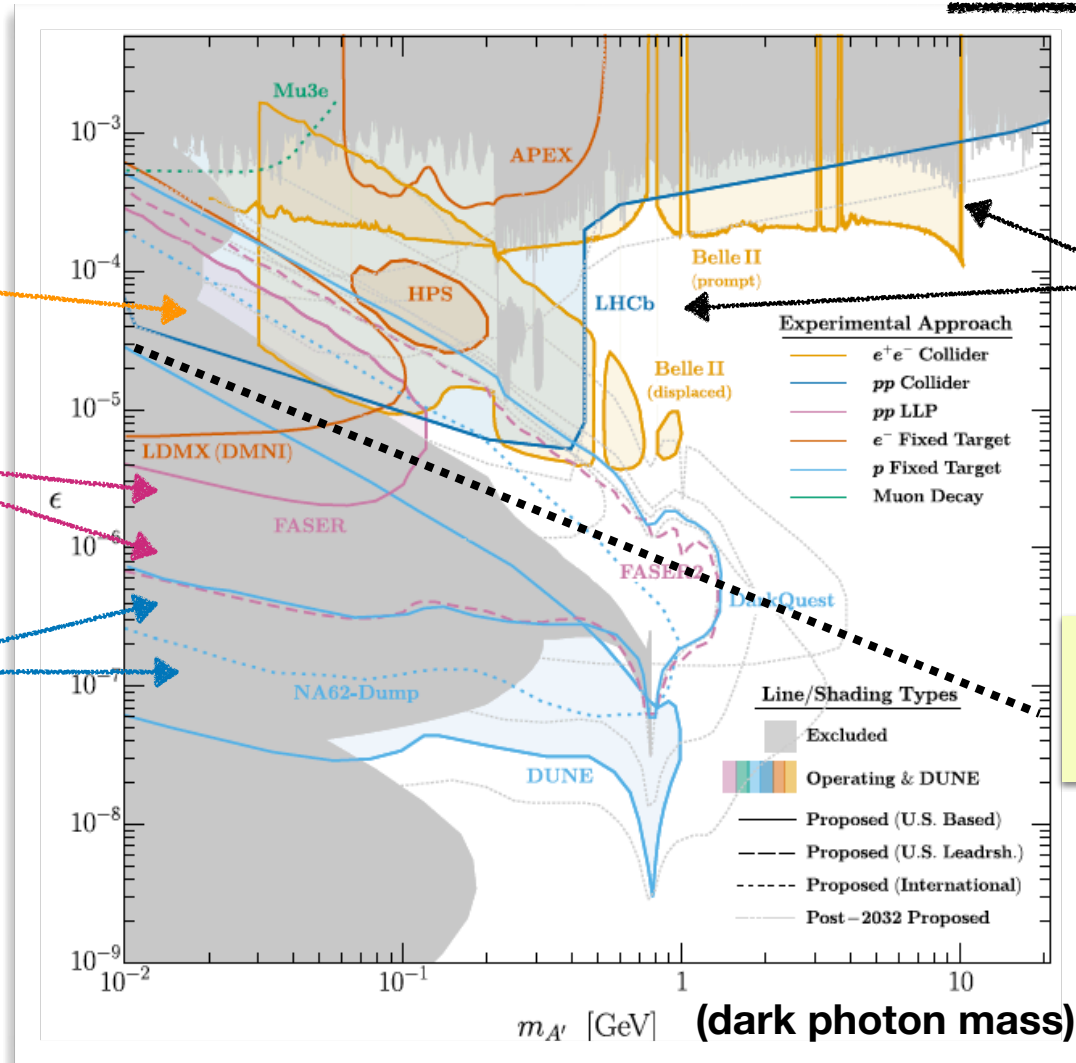 Mu3e
10⁻³
APEX
10⁻⁴
HPS
Belle II
(prompt)
LHCb
Experimental Approach
e⁺e⁻ Collider
pp Collider
pp LLP
e⁻ Fixed Target
p Fixed Target
Muon Decay
Belle II
(displaced)
10⁻⁵
LDMX (DMNI)
ϵ
FASER
10⁻⁶
FASER2
DarkQuest
10⁻⁷
NA62-Dump
Line/Shading Types
Excluded
Operating & DUNE
Proposed (U.S. Based)
Proposed (U.S. Leadrsh.)
Proposed (International)
Post−2032 Proposed
DUNE
10⁻⁸
10⁻⁹
10⁻² 10⁻¹ 1 10
m_A′ [GeV] (dark photon mass)